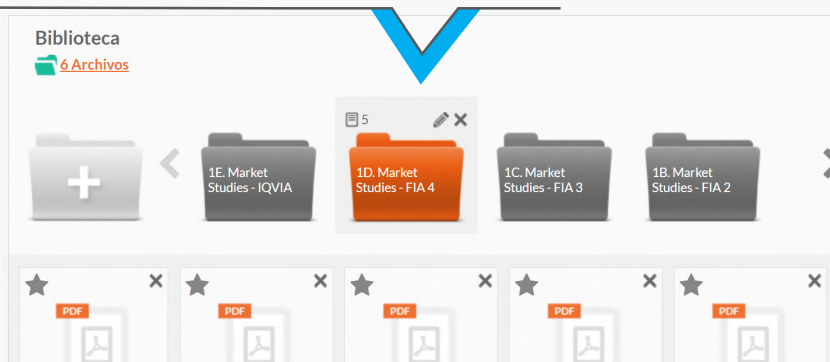 Biblioteca
6 Archivos
5
1E. Market
Studies - IQVIA
1D. Market
Studies - FIA 4
1C. Market
Studies - FIA 3
1B. Market
Studies - FIA 2
PDF
PDF
PDF
PDF
PDF